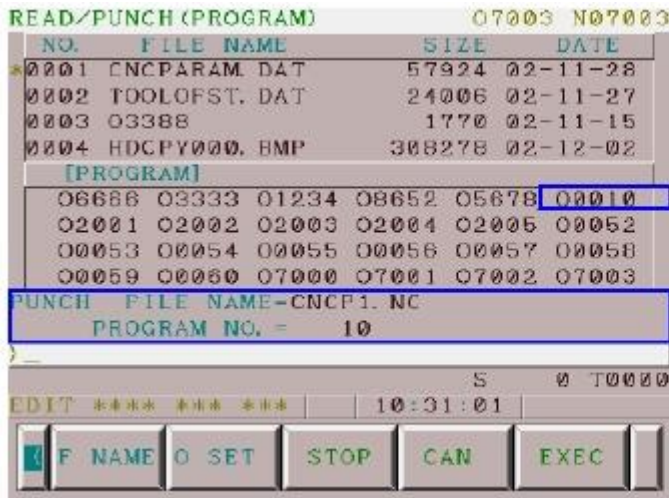 READ/PUNCH(PROGRAM) O7003 N07003
NO. FILE NAME SIZE DATE
*0001 CNCPARAM.DAT 57924 02-11-28
0002 TOOLOFST.DAT 24006 02-11-27
0003 O3388 1770 02-11-15
0004 HDCPY000.BMP 308278 02-12-02
[PROGRAM]
O6666 O3333 O1234 O8652 O5678 O0010
O2001 O2002 O2003 O2004 O2005 O0052
O0053 O0054 O0055 O0056 O0057 O0058
O0059 O0060 O7000 O7001 O7002 O7003
PUNCH FILE NAME=CNCP1.NC
PROGRAM NO. = 10
)_
S 0 T0000
EDIT **** *** *** 10:31:01
F NAME O SET STOP CAN EXEC